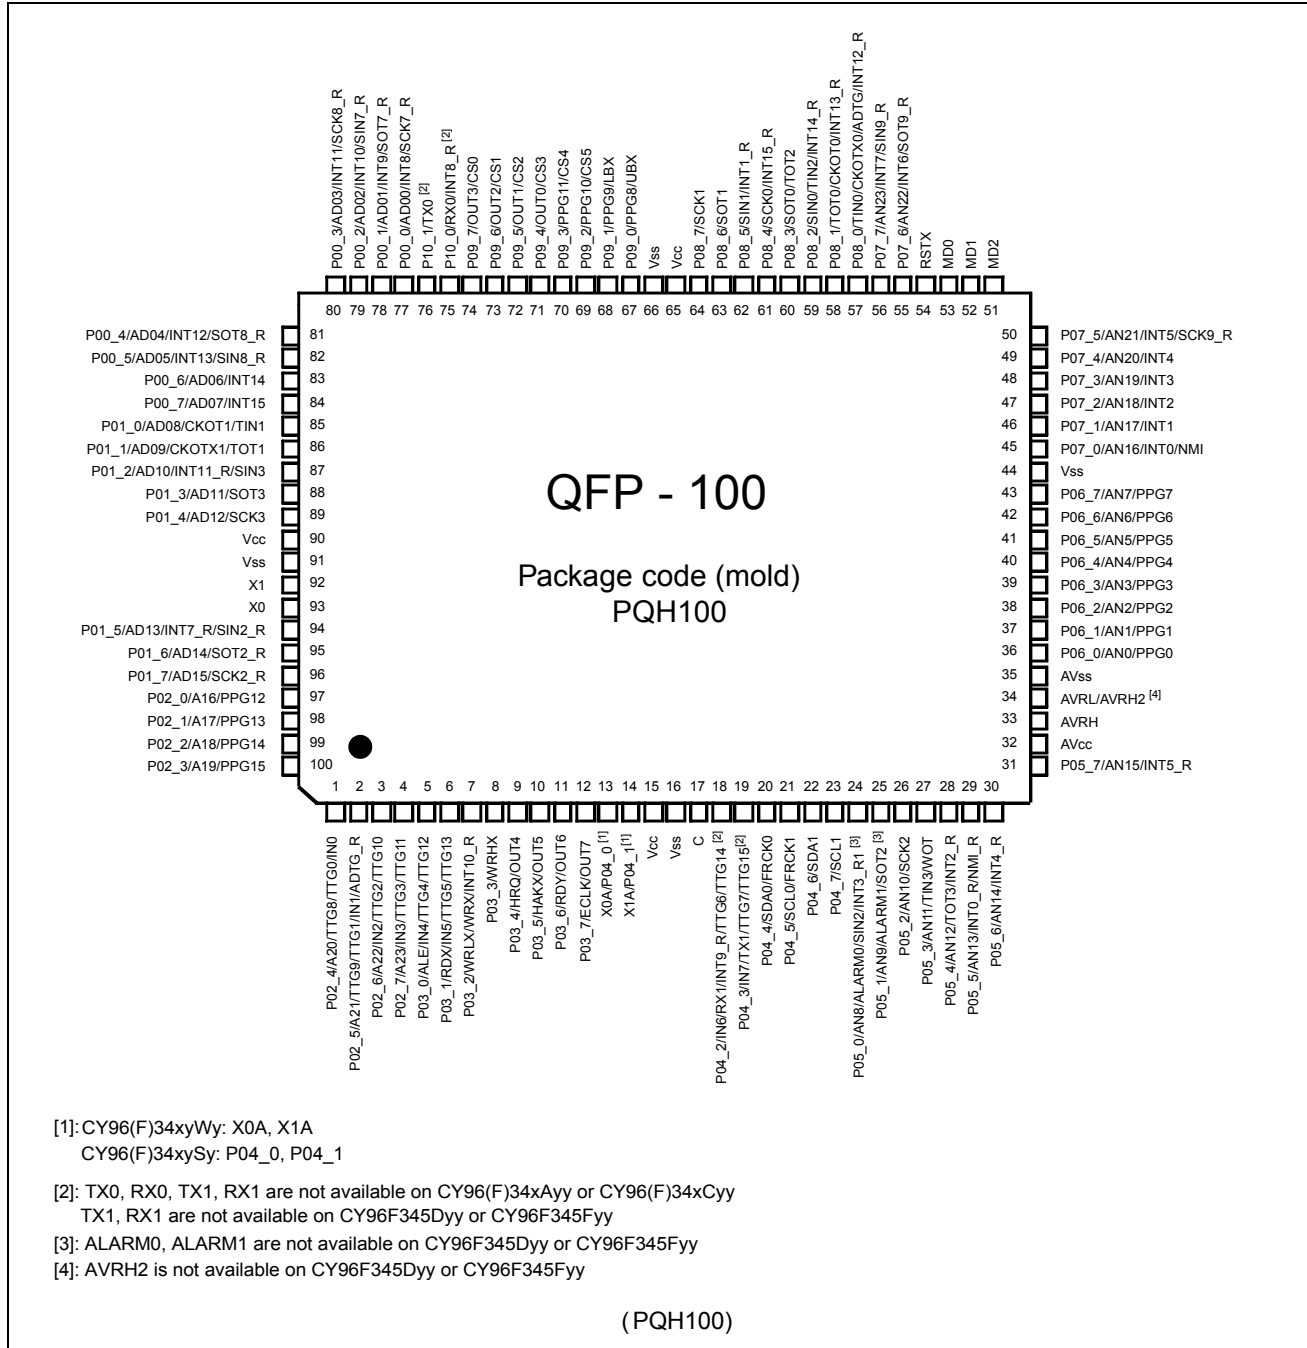 P00_3/AD03/INT11/SCK8_R
P00_2/AD02/INT10/SIN7_R
P00_1/AD01/INT9/SOT7_R
P00_0/AD00/INT8/SCK7_R
P10_1/TX0 [2]
P10_0/RX0/INT8_R [2]
P09_7/OUT3/CS0
P09_6/OUT2/CS1
P09_5/OUT1/CS2
P09_4/OUT0/CS3
P09_3/PPG11/CS4
P09_2/PPG10/CS5
P09_1/PPG9/LBX
P09_0/PPG8/UBX
Vss
Vcc
P08_7/SCK1
P08_6/SOT1
P08_5/SIN1/INT1_R
P08_4/SCK0/INT15_R
P08_3/SOT0/TOT2
P08_2/SIN0/TIN2/INT14_R
P08_1/TOT0/CKOT0/INT13_R
P08_0/TIN0/CKOTX0/ADTG/INT12_R
P07_7/AN23/INT7/SIN9_R
P07_6/AN22/INT6/SOT9_R
RSTX
MD0
MD1
MD2
80 79 78 77 76 75 74 73 72 71 70 69 68 67 66 65 64 63 62 61 60 59 58 57 56 55 54 53 52 51
P00_4/AD04/INT12/SOT8_R 81
P00_5/AD05/INT13/SIN8_R 82
P00_6/AD06/INT14 83
P00_7/AD07/INT15 84
P01_0/AD08/CKOT1/TIN1 85
P01_1/AD09/CKOTX1/TOT1 86
P01_2/AD10/INT11_R/SIN3 87
P01_3/AD11/SOT3 88
P01_4/AD12/SCK3 89
Vcc 90
Vss 91
X1 92
X0 93
P01_5/AD13/INT7_R/SIN2_R 94
P01_6/AD14/SOT2_R 95
P01_7/AD15/SCK2_R 96
P02_0/A16/PPG12 97
P02_1/A17/PPG13 98
P02_2/A18/PPG14 99
P02_3/A19/PPG15 100
QFP - 100
Package code (mold)
PQH100
50 P07_5/AN21/INT5/SCK9_R
49 P07_4/AN20/INT4
48 P07_3/AN19/INT3
47 P07_2/AN18/INT2
46 P07_1/AN17/INT1
45 P07_0/AN16/INT0/NMI
44 Vss
43 P06_7/AN7/PPG7
42 P06_6/AN6/PPG6
41 P06_5/AN5/PPG5
40 P06_4/AN4/PPG4
39 P06_3/AN3/PPG3
38 P06_2/AN2/PPG2
37 P06_1/AN1/PPG1
36 P06_0/AN0/PPG0
35 AVss
34 AVRL/AVRH2 [4]
33 AVRH
32 AVcc
31 P05_7/AN15/INT5_R
1 2 3 4 5 6 7 8 9 10 11 12 13 14 15 16 17 18 19 20 21 22 23 24 25 26 27 28 29 30
P02_4/A20/TTG8/TTG0/IN0
P02_5/A21/TTG9/TTG1/IN1/ADTG_R
P02_6/A22/IN2/TTG2/TTG10
P02_7/A23/IN3/TTG3/TTG11
P03_0/ALE/IN4/TTG4/TTG12
P03_1/RDX/IN5/TTG5/TTG13
P03_2/WRLX/WRX/INT10_R
P03_3/WRHX
P03_4/HRQ/OUT4
P03_5/HAKX/OUT5
P03_6/RDY/OUT6
P03_7/ECLK/OUT7
X0A/P04_0 [1]
X1A/P04_1 [1]
Vcc
Vss
C
P04_2/IN6/RX1/INT9_R/TTG6/TTG14 [2]
P04_3/IN7/TX1/TTG7/TTG15[2]
P04_4/SDA0/FRCK0
P04_5/SCL0/FRCK1
P04_6/SDA1
P04_7/SCL1
P05_0/AN8/ALARM0/SIN2/INT3_R1 [3]
P05_1/AN9/ALARM1/SOT2 [3]
P05_2/AN10/SCK2
P05_3/AN11/TIN3/WOT
P05_4/AN12/TOT3/INT2_R
P05_5/AN13/INT0_R/NMI_R
P05_6/AN14/INT4_R
[1]: CY96(F)34xyWy: X0A, X1A
CY96(F)34xySy: P04_0, P04_1
[2]: TX0, RX0, TX1, RX1 are not available on CY96(F)34xAyy or CY96(F)34xCyy
TX1, RX1 are not available on CY96F345Dyy or CY96F345Fyy
[3]: ALARM0, ALARM1 are not available on CY96F345Dyy or CY96F345Fyy
[4]: AVRH2 is not available on CY96F345Dyy or CY96F345Fyy
(PQH100)